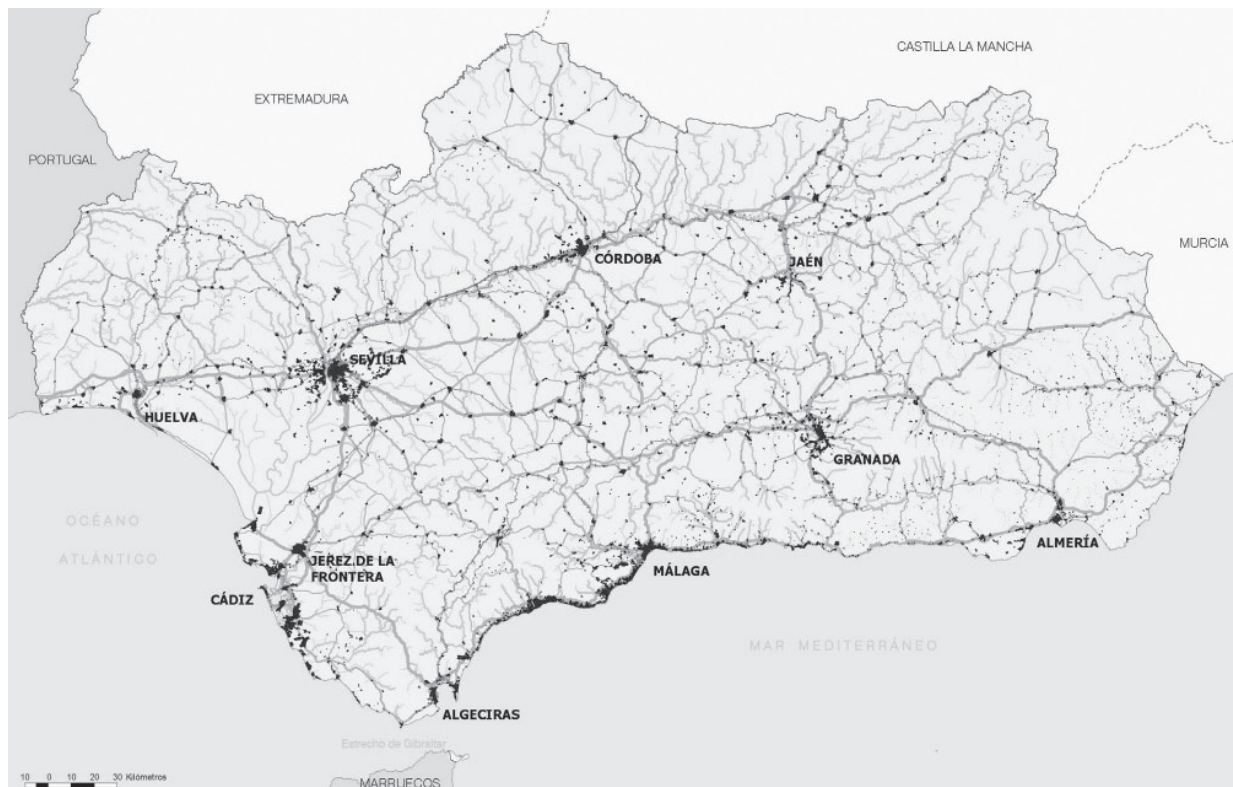 CASTILLA LA MANCHA
EXTREMADURA
PORTUGAL
MURCIA
CÓRDOBA
JAÉN
SEVILLA
HUELVA
GRANADA
OCÉANO
ATLÁNTICO
ALMERÍA
JEREZ DE LA
FRONTERA
MÁLAGA
CÁDIZ
MAR MEDITERRÁNEO
ALGECIRAS
Estrecho de Gibraltar
10 0 10 20 30 Kilómetros
MARRUECOS